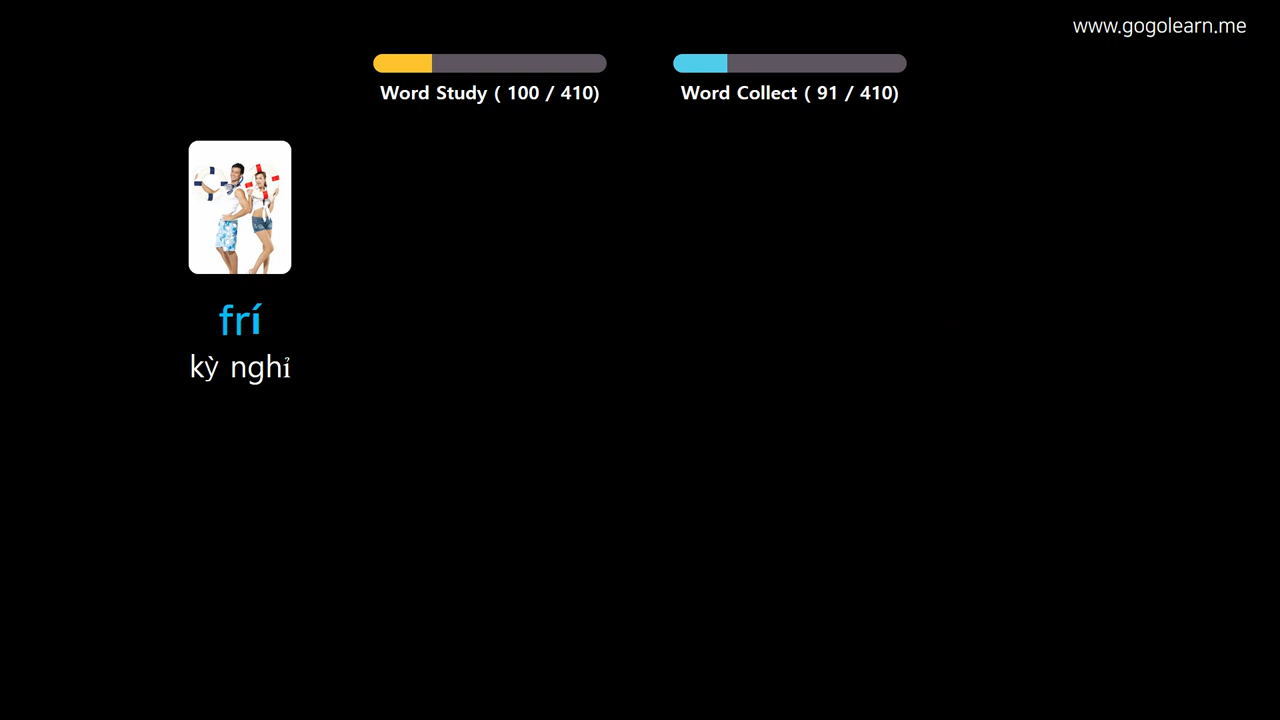 www.gogolearn.me
Word Study ( 100 / 410)
Word Collect ( 91 / 410)
frí
kỳ nghỉ